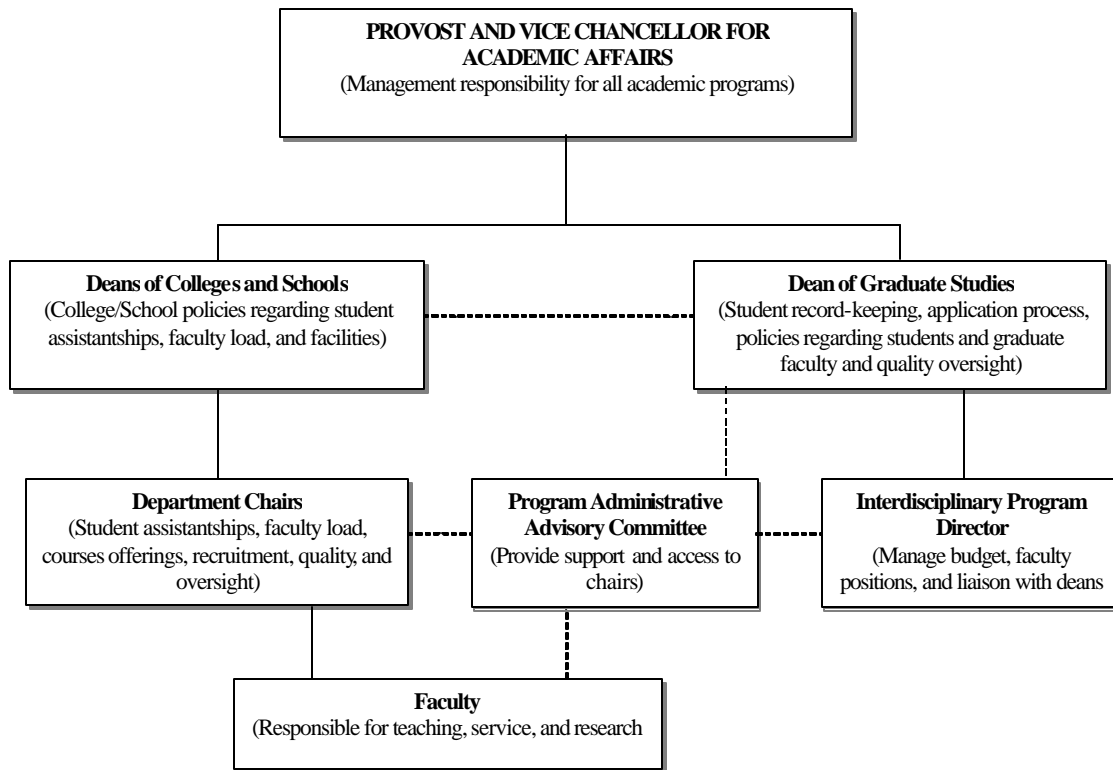 PROVOST AND VICE CHANCELLOR FOR
ACADEMIC AFFAIRS
(Management responsibility for all academic programs)
Deans of Colleges and Schools
(College/School policies regarding student
assistantships, faculty load, and facilities)
Dean of Graduate Studies
(Student record-keeping, application process,
policies regarding students and graduate
faculty and quality oversight)
Department Chairs
(Student assistantships, faculty load,
courses offerings, recruitment, quality, and
oversight)
Program Administrative
Advisory Committee
(Provide support and access to
chairs)
Interdisciplinary Program
Director
(Manage budget, faculty
positions, and liaison with deans
Faculty
(Responsible for teaching, service, and research